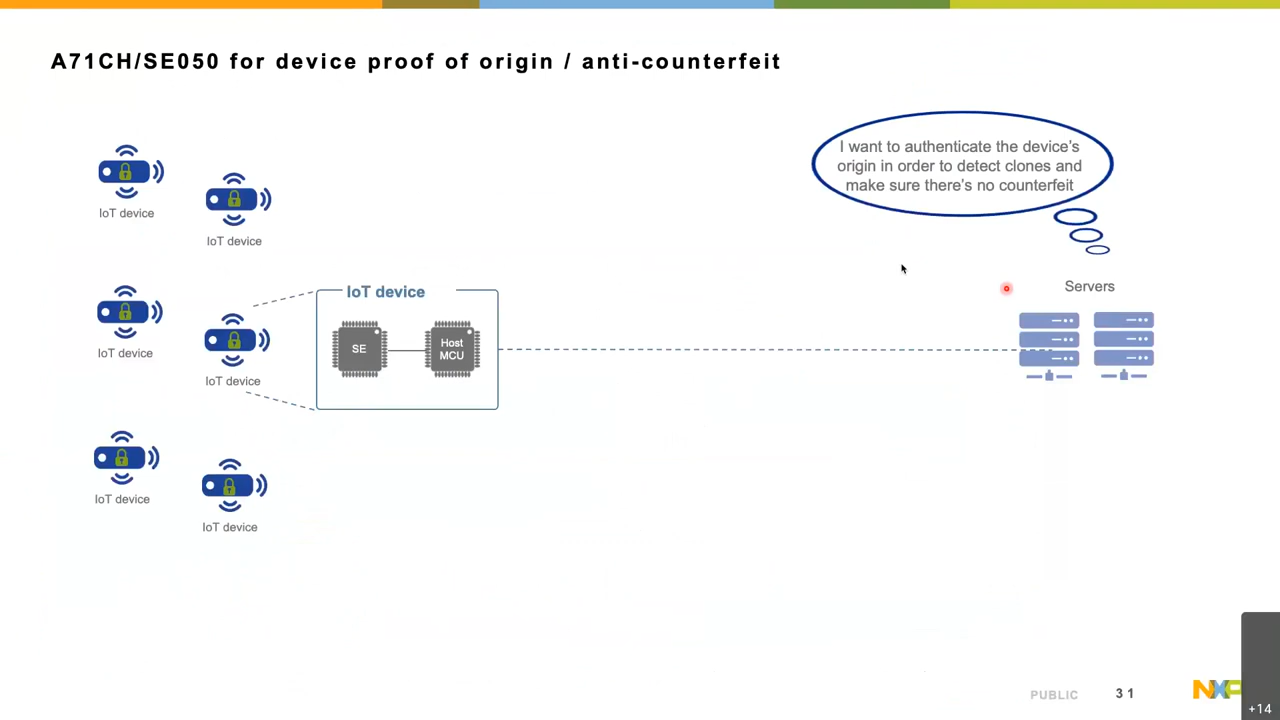 A71CH/SE050 for device proof of origin / anti-counterfeit
I want to authenticate the device's
origin in order to detect clones and
make sure there's no counterfeit
IoT device
IoT device
Servers
IoT device
SE
Host
MCU
IoT device
IoT device
IoT device
IoT device
PUBLIC
31
NXP
+14